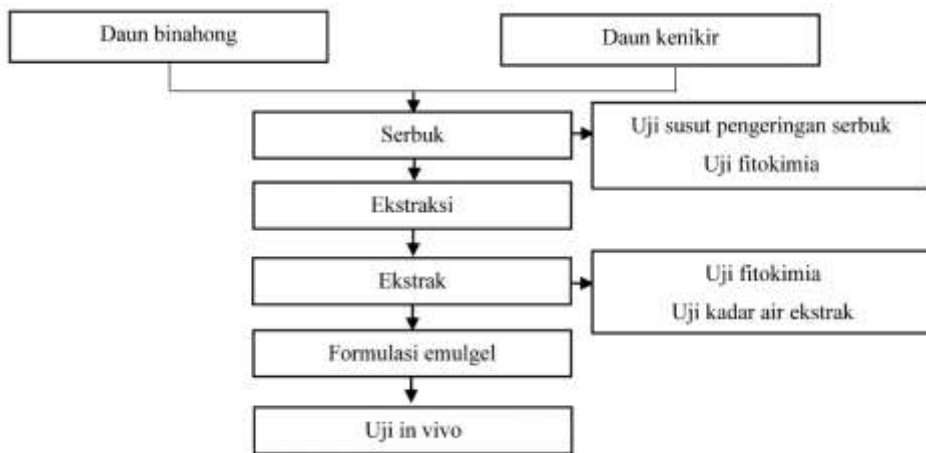 Daun binahong
Daun kenikir
Serbuk
Uji susut pengeringan serbuk
Uji fitokimia
Ekstraksi
Ekstrak
Uji fitokimia
Uji kadar air ekstrak
Formulasi emulgel
Uji in vivo